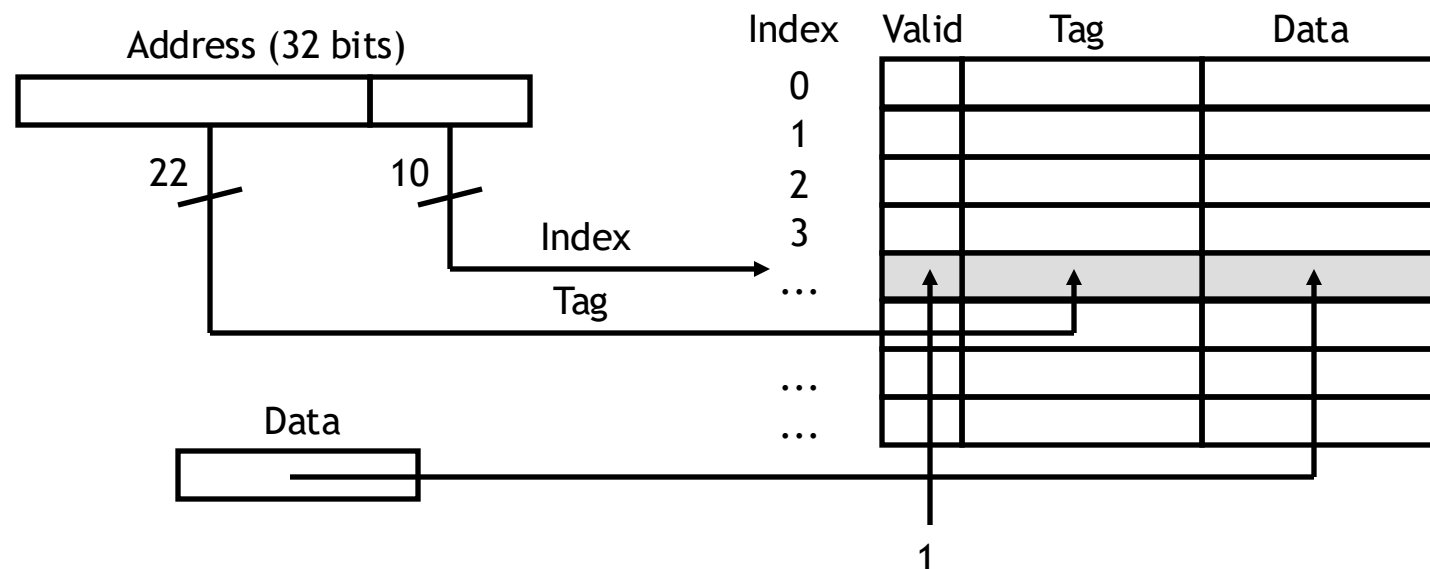 Address (32 bits)
Index Valid Tag Data
0
1
22 10
2
3
Index
...
Tag
...
Data
...
1